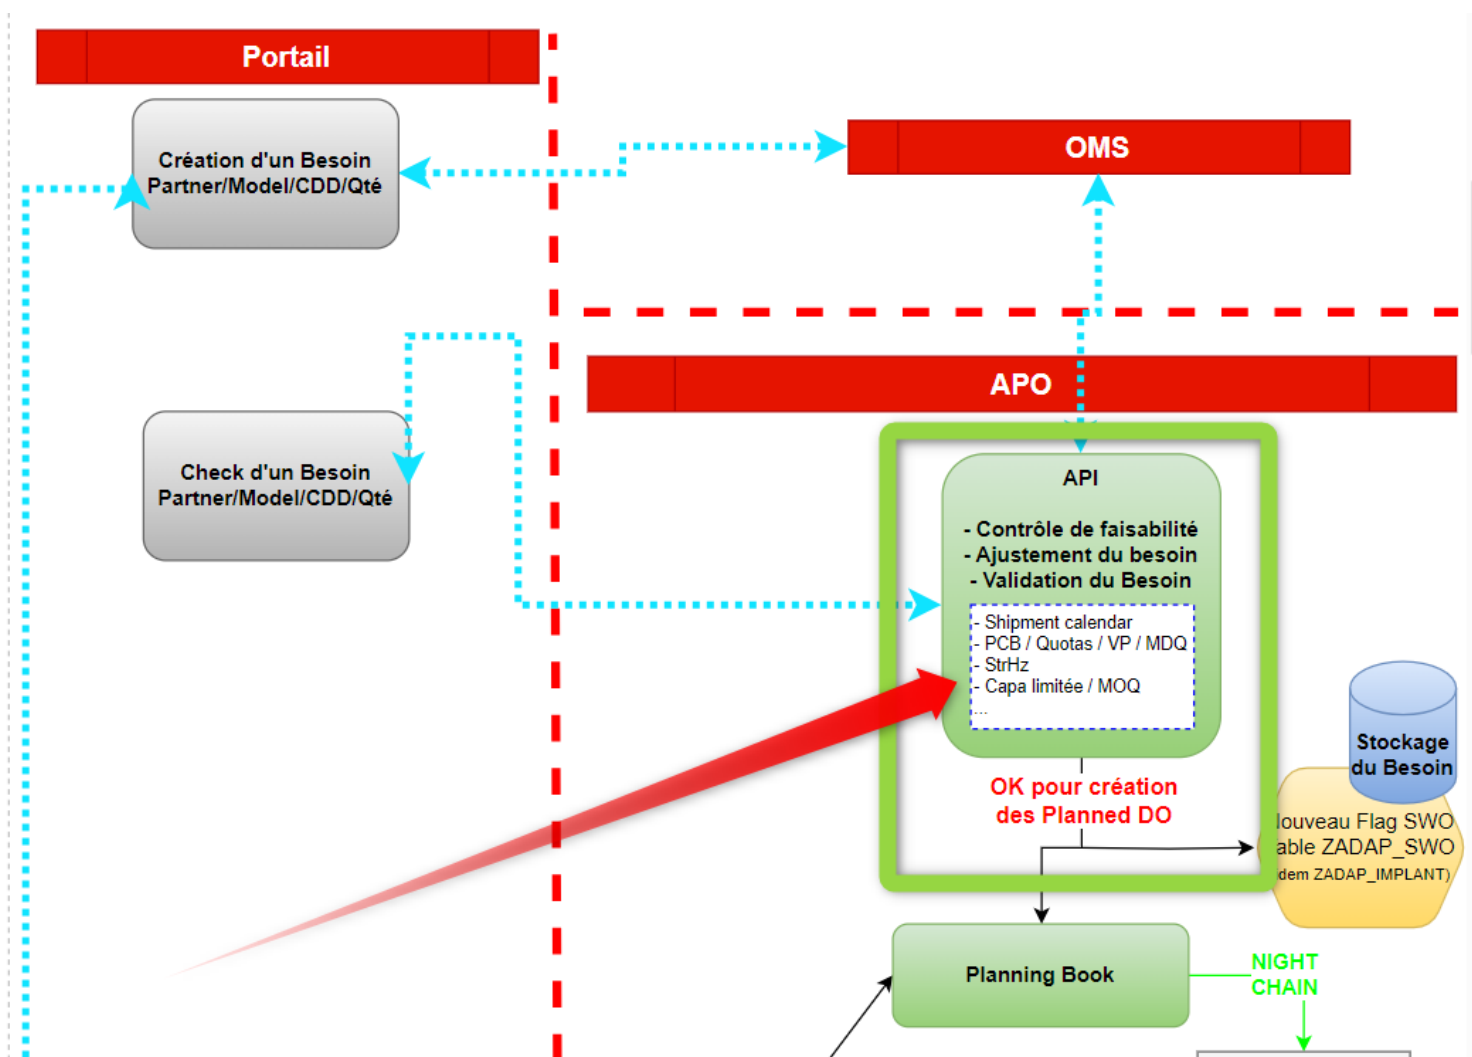 Portail
Création d'un Besoin
Partner/Model/CDD/Qté
OMS
APO
Check d'un Besoin
Partner/Model/CDD/Qté
API
- Contrôle de faisabilité
- Ajustement du besoin
- Validation du Besoin
- Shipment calendar
- PCB / Quotas / VP / MDQ
- StrHz
- Capa limitée / MOQ
...
OK pour création
des Planned DO
Stockage
du Besoin
ouveau Flag SWO
able ZADAP_SWO
dem ZADAP_IMPLANT)
Planning Book
NIGHT
CHAIN